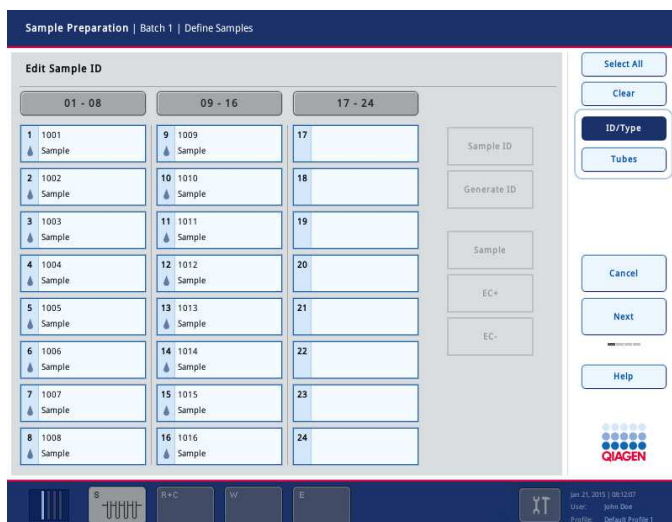 Sample Preparation | Batch 1 | Define Samples
Edit Sample ID
01 - 08
09 - 16
17 - 24
1 1001
Sample
2 1002
Sample
3 1003
Sample
4 1004
Sample
5 1005
Sample
6 1006
Sample
7 1007
Sample
8 1008
Sample
9 1009
Sample
10 1010
Sample
11 1011
Sample
12 1012
Sample
13 1013
Sample
14 1014
Sample
15 1015
Sample
16 1016
Sample
17
18
19
20
21
22
23
24
Sample ID
Generate ID
Sample
EC+
EC-
Select All
Clear
ID/Type
Tubes
Cancel
Next
Help
QIAGEN
S
R+C
W
E
Jan 21, 2015 | 08:12:07
User: John Doe
Profile: Default Profile 1